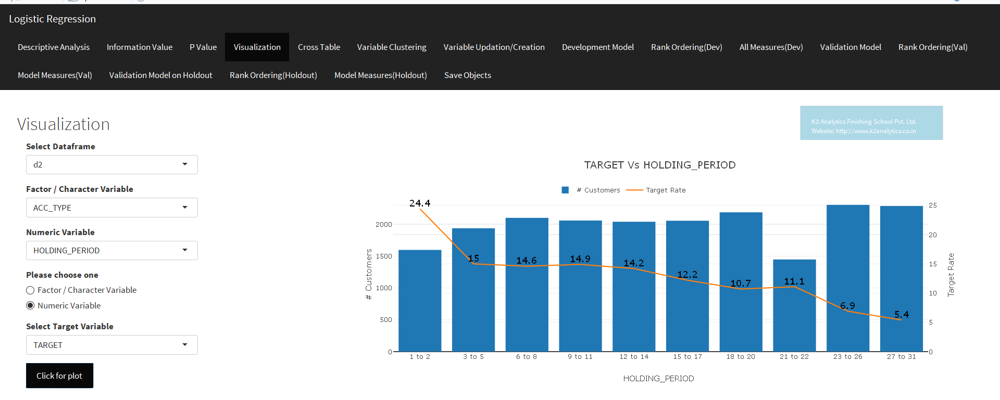 Logistic Regression
Descriptive Analysis Information Value P Value Visualization Cross Table Variable Clustering Variable Updation/Creation Development Model Rank Ordering(Dev) All Measures(Dev) Validation Model Rank Ordering(Val)
Model Measures(Val) Validation Model on Holdout Rank Ordering(Holdout) Model Measures(Holdout) Save Objects
K2 Analytics Finishing School Pvt. Ltd.
Website: http://www.k2analytics.co.in
Visualization
Select Dataframe
d2
Factor / Character Variable
ACC_TYPE
Numeric Variable
HOLDING_PERIOD
Please choose one
Factor / Character Variable
Numeric Variable
Select Target Variable
TARGET
Click for plot
TARGET Vs HOLDING_PERIOD
# Customers Target Rate
24.4 15 14.6 14.9 14.2 12.2 10.7 11.1 6.9 5.4
# Customers
2000
1500
1000
500
0
25
20
15
10
5
0
Target Rate
1 to 2 3 to 5 6 to 8 9 to 11 12 to 14 15 to 17 18 to 20 21 to 22 23 to 26 27 to 31
HOLDING_PERIOD